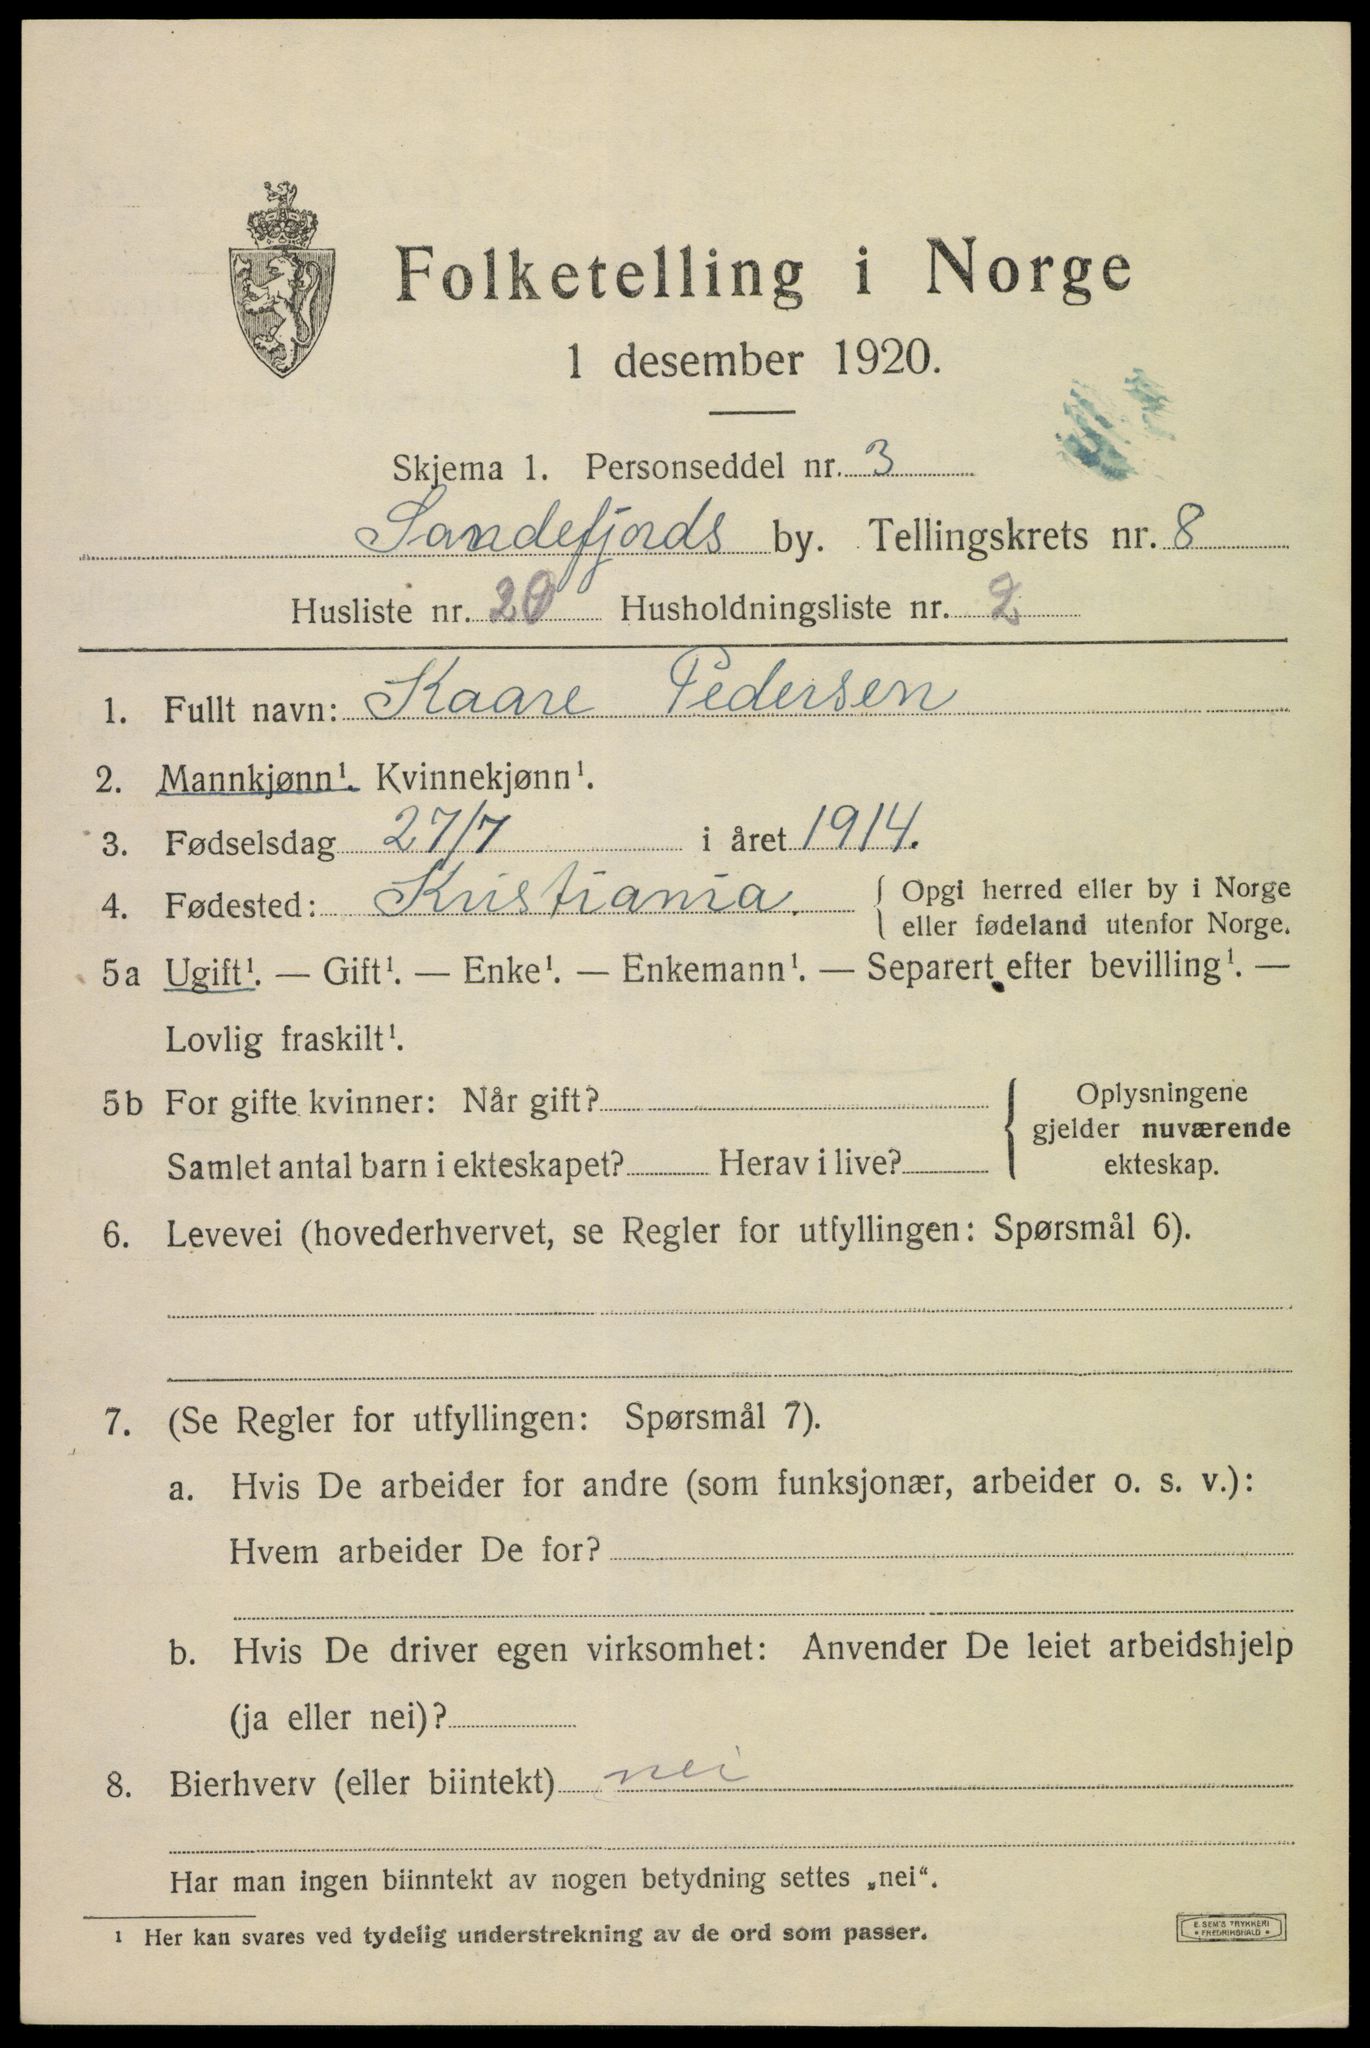 Folketelling i Norge
1 desember 1920.
Skjema 1. Personseddel nr. 3
Sandefjords by. Tellingskrets nr. 8
Husliste nr. 20 Husholdningsliste nr. 2
1. Fullt navn: Kaare Pedersen
2. Mannkjønn¹. Kvinnekjønn¹.
3. Fødselsdag 27/7 i året 1914.
4. Fødested: Kristiania. { Opgi herred eller by i Norge
eller fødeland utenfor Norge.
5a Ugift¹. — Gift¹. — Enke¹. — Enkemann¹. — Separert efter bevilling¹. —
Lovlig fraskilt¹.
5b For gifte kvinner: Når gift? { Oplysningene
gjelder nuværende
Samlet antal barn i ekteskapet? Herav i live? ekteskap.
6. Levevei (hovederhvervet, se Regler for utfyllingen: Spørsmål 6).
7. (Se Regler for utfyllingen: Spørsmål 7).
a. Hvis De arbeider for andre (som funksjonær, arbeider o. s. v.):
Hvem arbeider De for?
b. Hvis De driver egen virksomhet: Anvender De leiet arbeidshjelp
(ja eller nei)?
8. Bierhverv (eller biintekt) nei
Har man ingen biinntekt av nogen betydning settes „nei“.
¹ Her kan svares ved tydelig understrekning av de ord som passer.
E. SEM'S TRYKKERI
• FREDRIKSHALD •